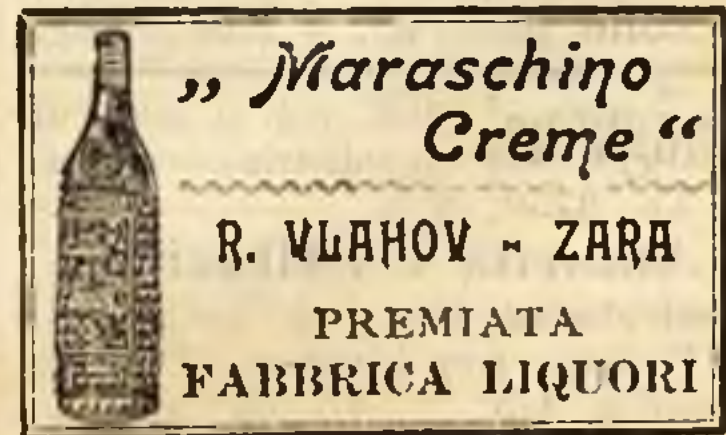 „ Maraschino
Creme “
R. VLAHOV - ZARA
PREMIATA
FABBRICA LIQUORI